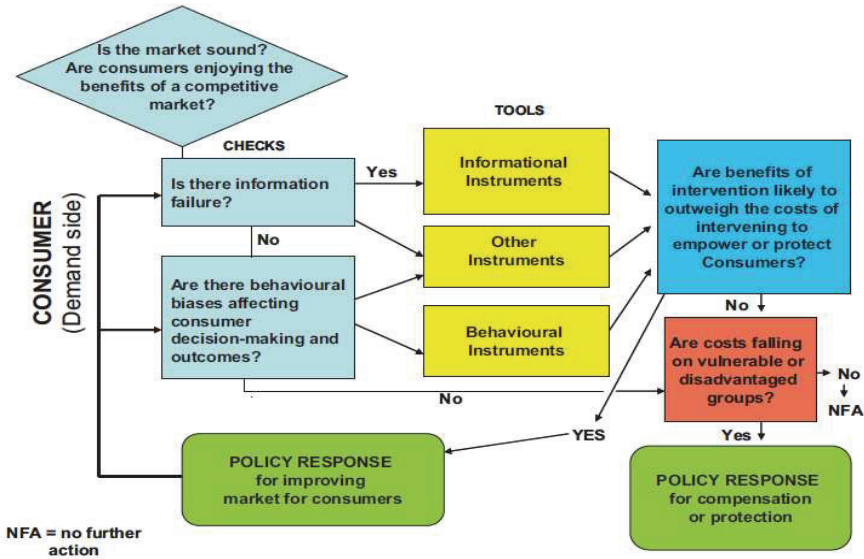 Is the market sound?
Are consumers enjoying the
benefits of a competitive
market?
CHECKS
TOOLS
CONSUMER
(Demand side)
Is there information
failure?
Yes
No
Informational
Instruments
Other
Instruments
Are there behavioural
biases affecting
consumer
decision-making and
outcomes?
Behavioural
Instruments
No
Are benefits of
intervention likely to
outweigh the costs of
intervening to
empower or protect
Consumers?
No
Are costs falling
on vulnerable or
disadvantaged
groups?
No
NFA
YES
Yes
POLICY RESPONSE
for improving
market for consumers
POLICY RESPONSE
for compensation
or protection
NFA = no further
action